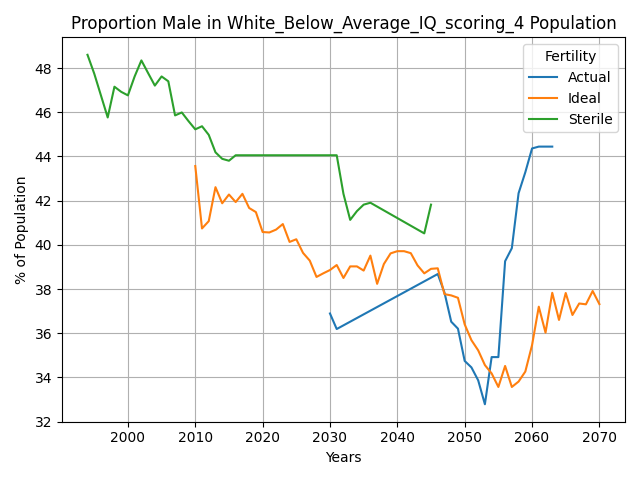 Proportion Male in White_Below_Average_IQ_scoring_4 Population
Fertility
Actual
Ideal
Sterile
% of Population
48
46
44
42
40
38
36
34
32
2000
2010
2020
2030
2040
2050
2060
2070
Years